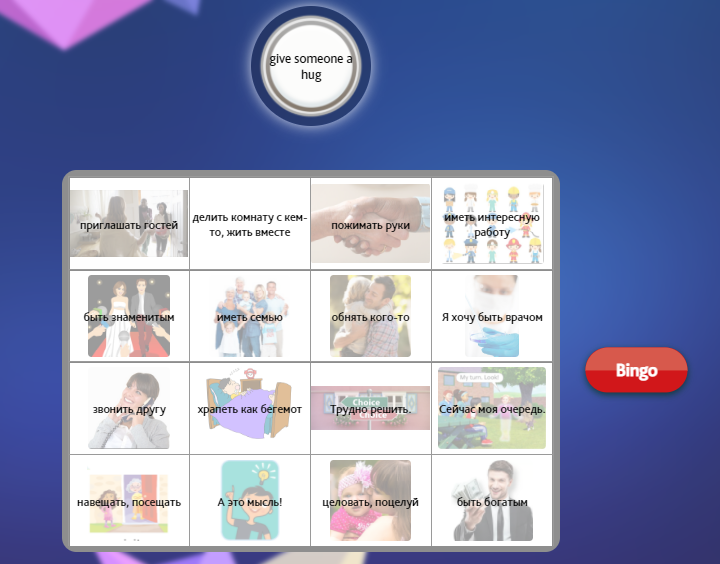 give someone a
hug
приглашать гостей
делить комнату с кем-
то, жить вместе
пожимать руки
иметь интересную
работу
быть знаменитым
иметь семью
обнять кого-то
Я хочу быть врачом
звонить другу
храпеть как бегемот
Choice
Choice
Трудно решить.
My turn. Look!
Сейчас моя очередь.
Bingo
навещать, посещать
А это мысль!
целовать, поцелуй
быть богатым